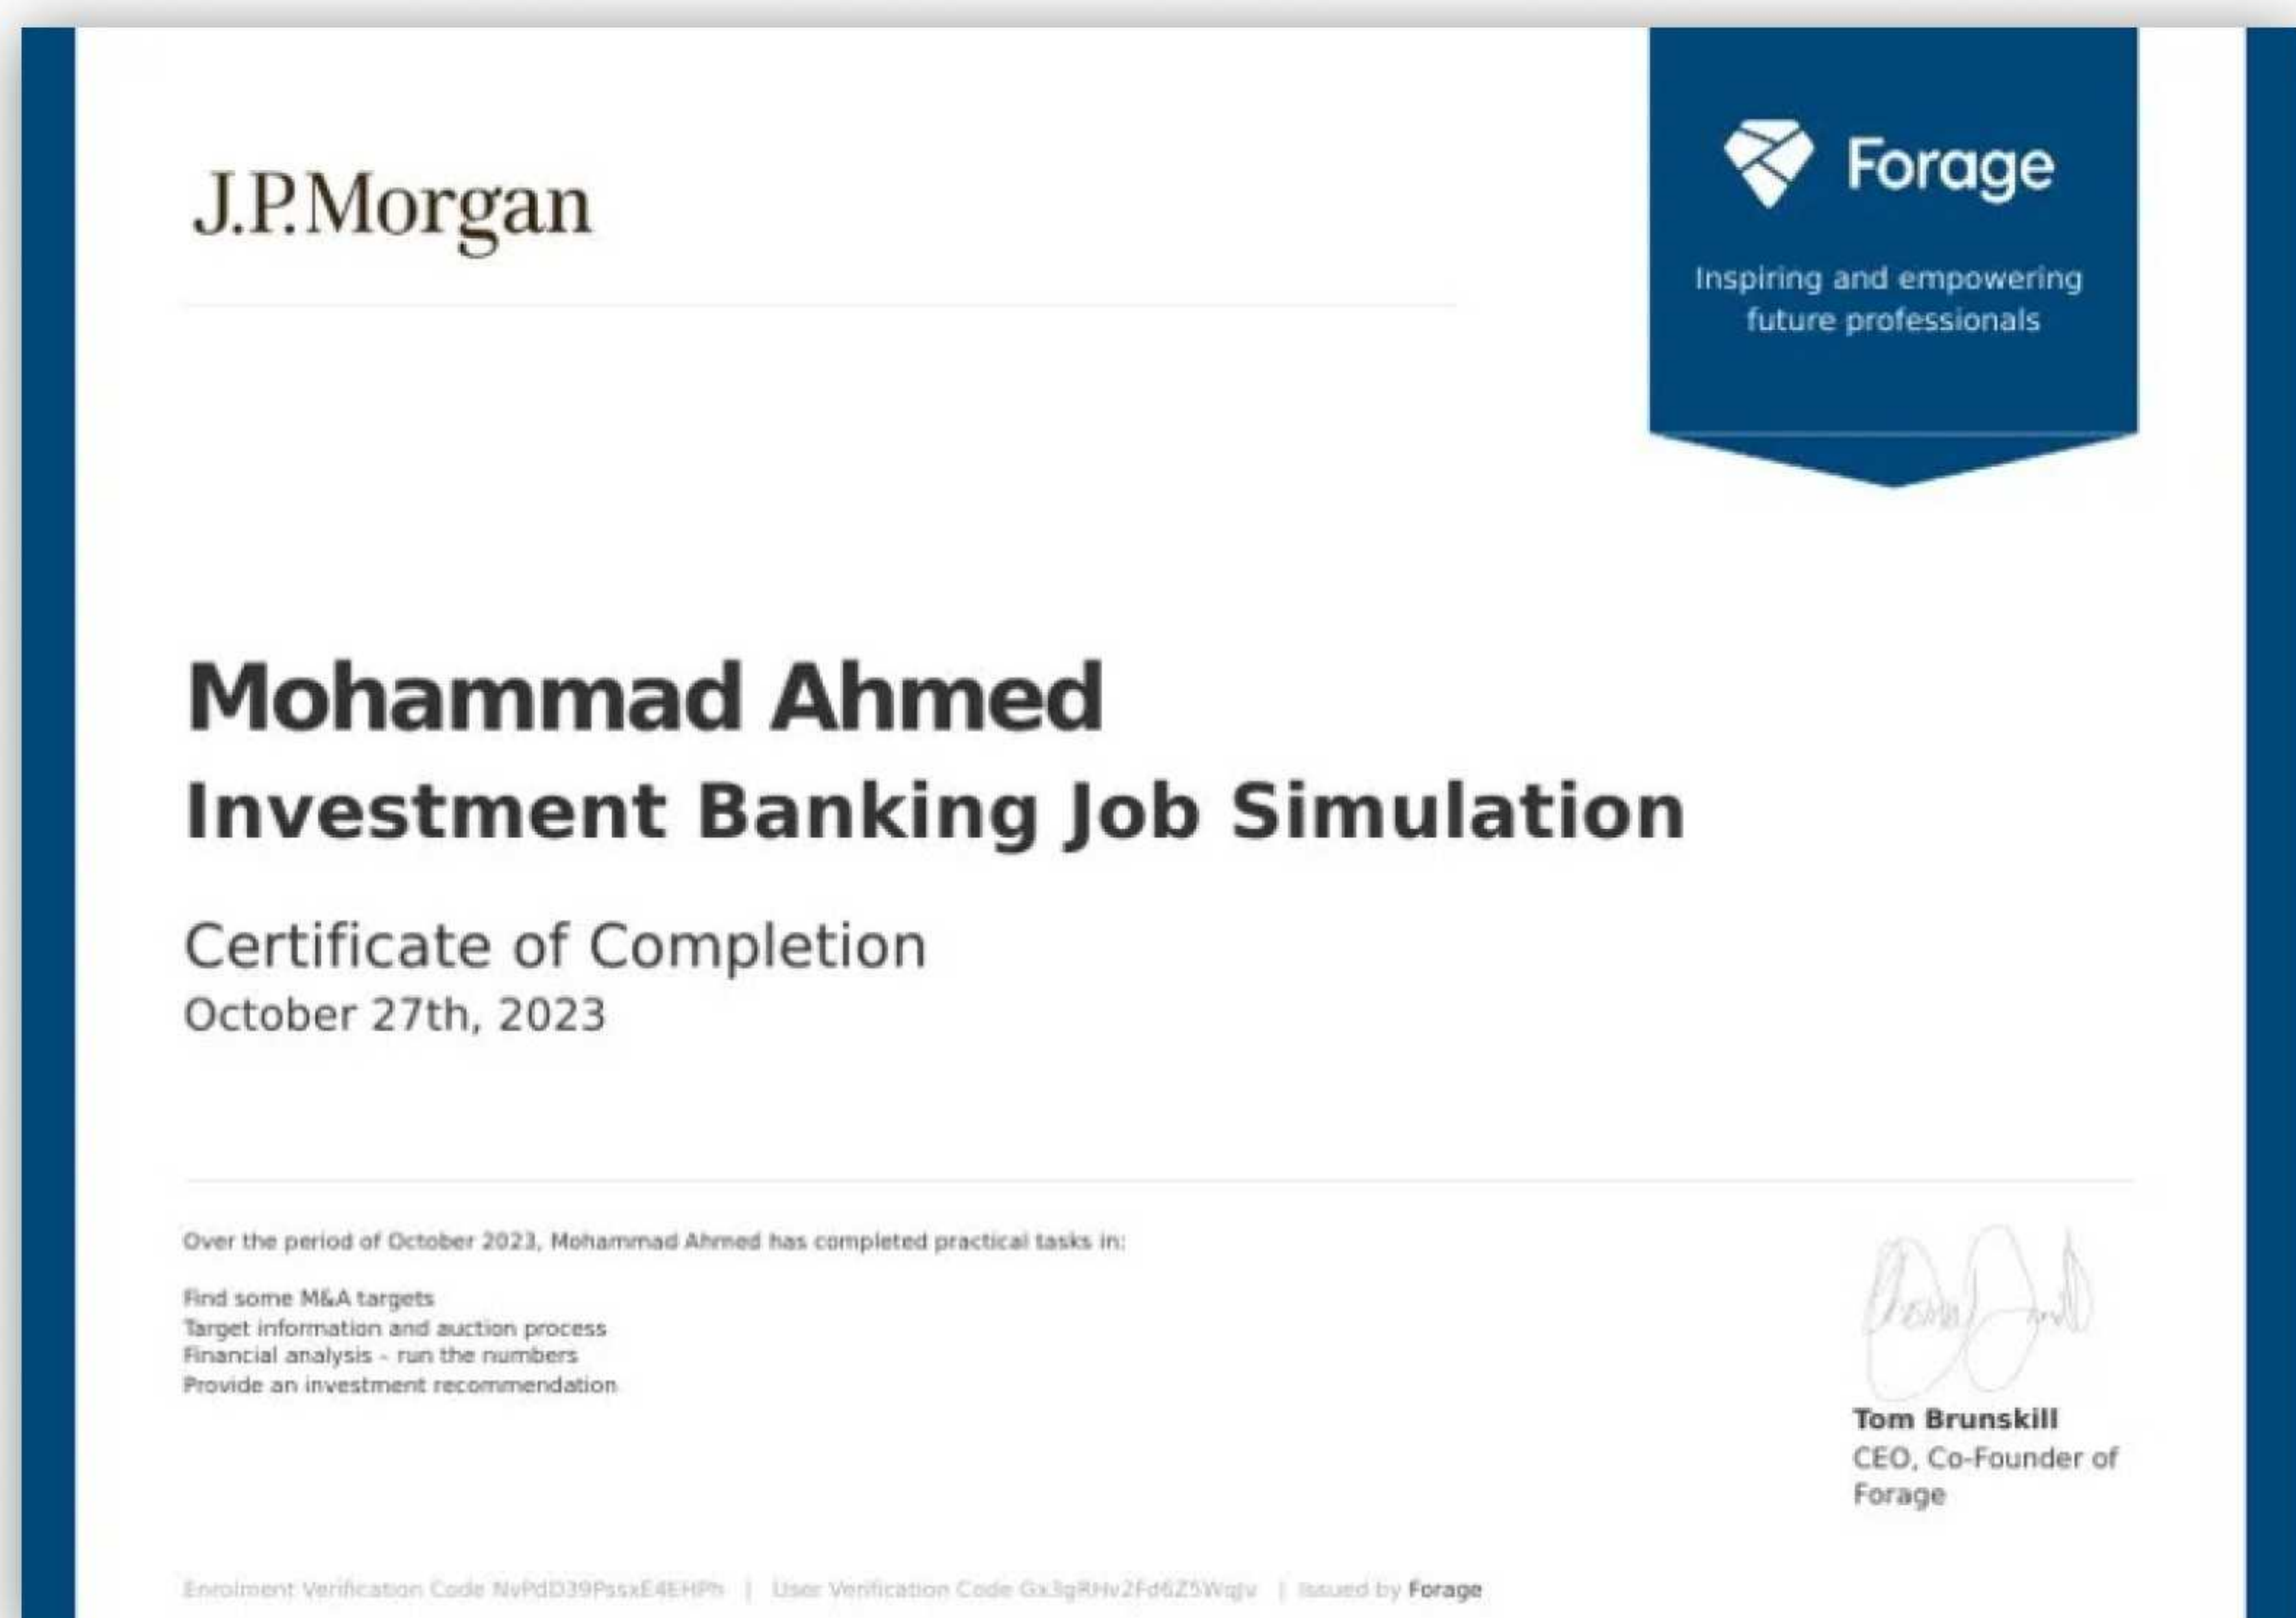 J.P.Morgan
Forage
Inspiring and empowering
future professionals
Mohammad Ahmed
Investment Banking Job Simulation
Certificate of Completion
October 27th, 2023
Over the period of October 2023, Mohammad Ahmed has completed practical tasks in:
Find some M&A targets
Target information and auction process
Financial analysis - run the numbers
Provide an investment recommendation
Tom Brunskill
CEO, Co-Founder of
Forage
Enrolment Verification Code NvPdD39PssxE4EHPh | User Verification Code | Issued by Forage